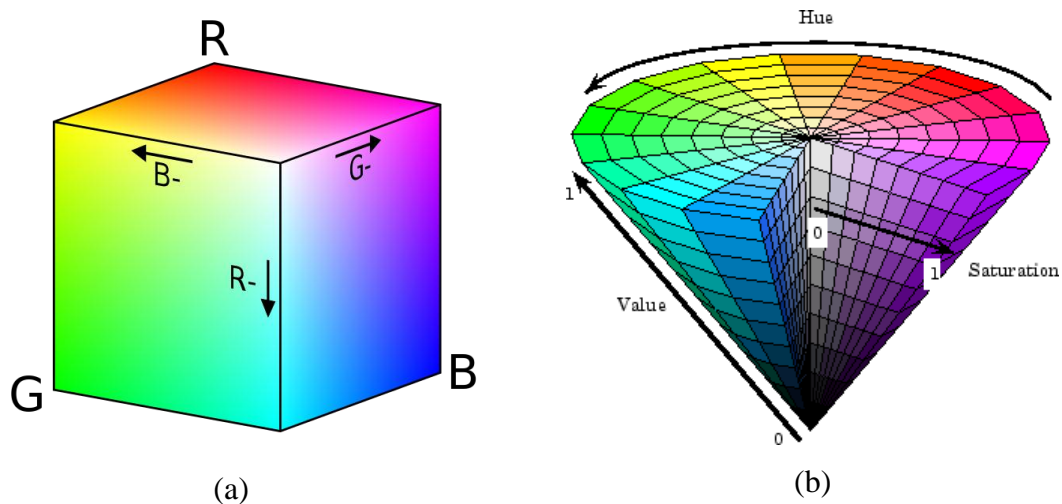 R
B-
G-
R-
G
B
(a)
Hue
1
0
1
Saturation
Value
0
(b)